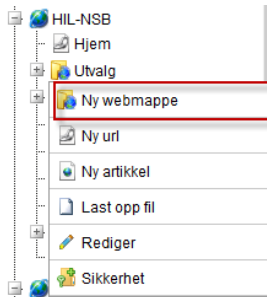 HIL-NSB
Hjem
Utvalg
Ny webmappe
Ny url
Ny artikkel
Last opp fil
Rediger
Sikkerhet